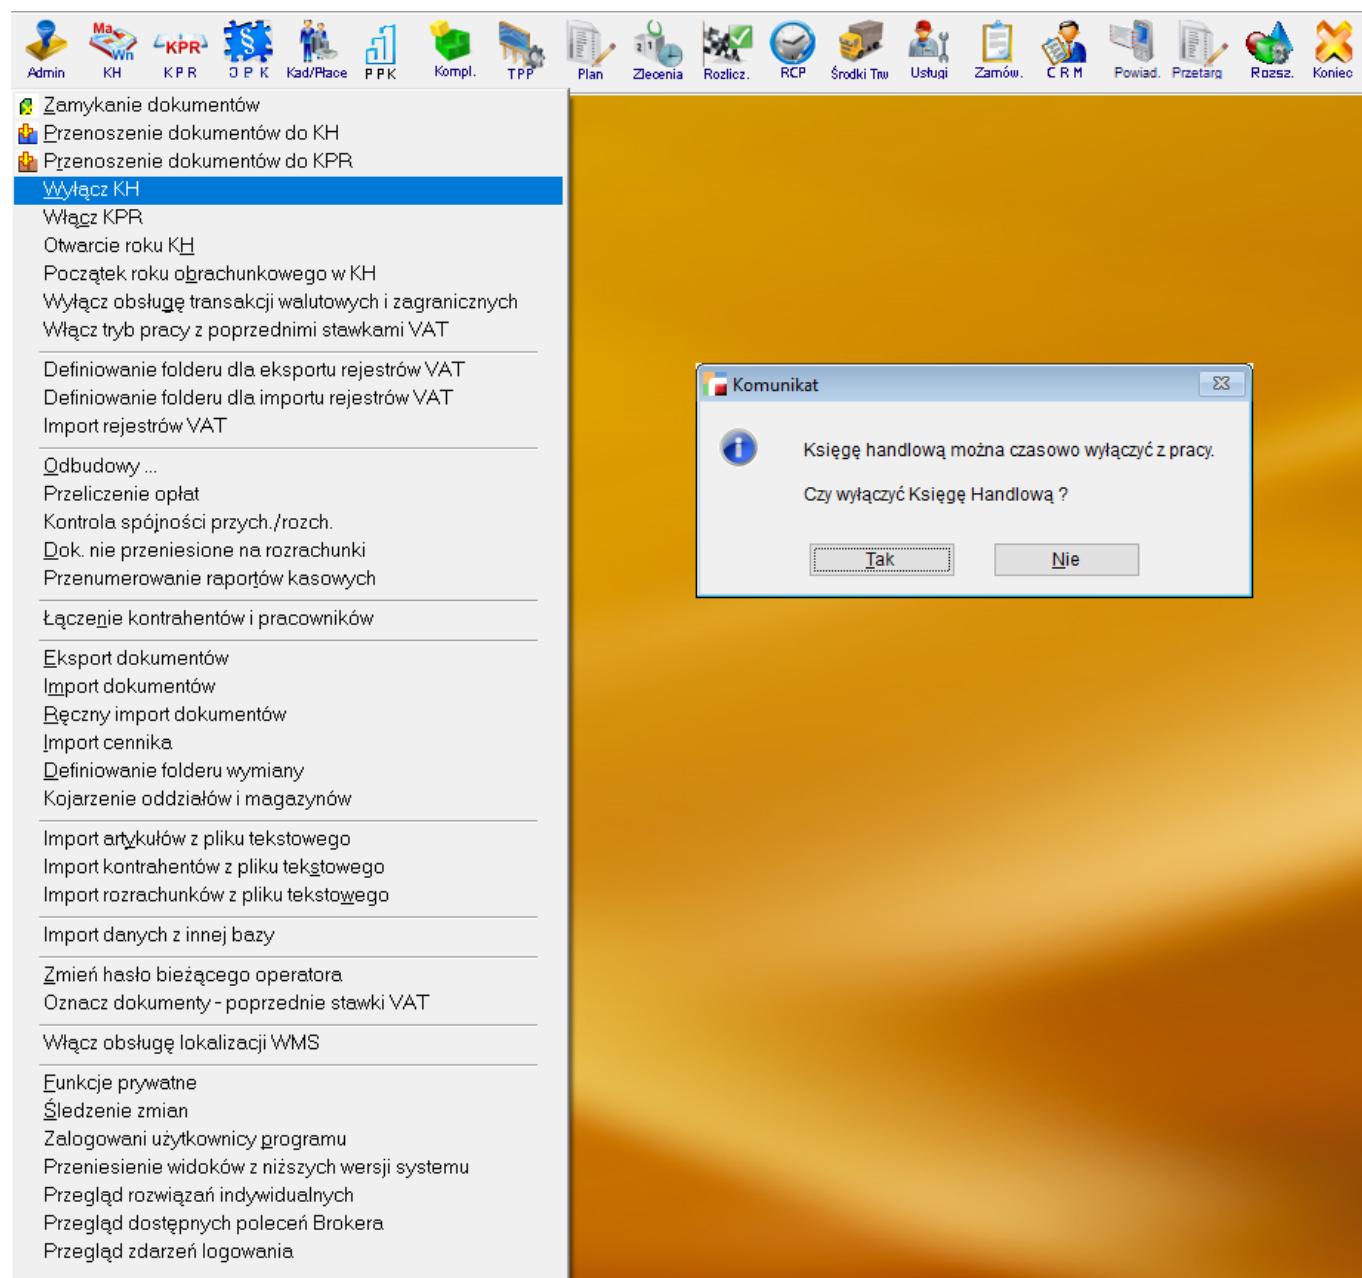 Ma Wn KPR §
Admin KH K P R J P K Kad/Płace P P K Kompl. TPP Plan Zlecenia Rozlicz. RCP Środki Trw Usługi Zamów. C R M Powiad. Przetarg Rozsz. Koniec
Zamykanie dokumentów
Przenoszenie dokumentów do KH
Przenoszenie dokumentów do KPR
Wyłącz KH
Włącz KPR
Otwarcie roku KH
Początek roku obrachunkowego w KH
Wyłącz obsługę transakcji walutowych i zagranicznych
Włącz tryb pracy z poprzednimi stawkami VAT
Definiowanie folderu dla eksportu rejestrów VAT
Definiowanie folderu dla importu rejestrów VAT
Import rejestrów VAT
Odbudowy ...
Przeliczenie opłat
Kontrola spójności przych./rozch.
Dok. nie przeniesione na rozrachunki
Przenumerowanie raportów kasowych
Łączenie kontrahentów i pracowników
Eksport dokumentów
Import dokumentów
Ręczny import dokumentów
Import cennika
Definiowanie folderu wymiany
Kojarzenie oddziałów i magazynów
Import artykułów z pliku tekstowego
Import kontrahentów z pliku tekstowego
Import rozrachunków z pliku tekstowego
Import danych z innej bazy
Zmień hasło bieżącego operatora
Oznacz dokumenty - poprzednie stawki VAT
Włącz obsługę lokalizacji WMS
Funkcje prywatne
Śledzenie zmian
Zalogowani użytkownicy programu
Przeniesienie widoków z niższych wersji systemu
Przegląd rozwiązań indywidualnych
Przegląd dostępnych poleceń Brokera
Przegląd zdarzeń logowania
Komunikat
Księgę handlową można czasowo wyłączyć z pracy.
Czy wyłączyć Księgę Handlową ?
Tak Nie